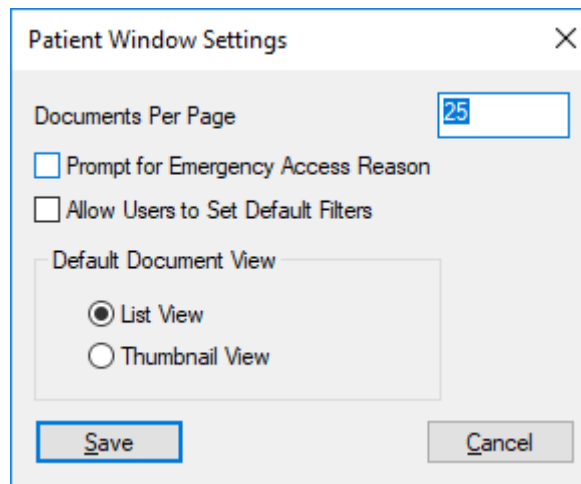 Patient Window Settings
Documents Per Page 25
Prompt for Emergency Access Reason
Allow Users to Set Default Filters
Default Document View
List View
Thumbnail View
Save Cancel